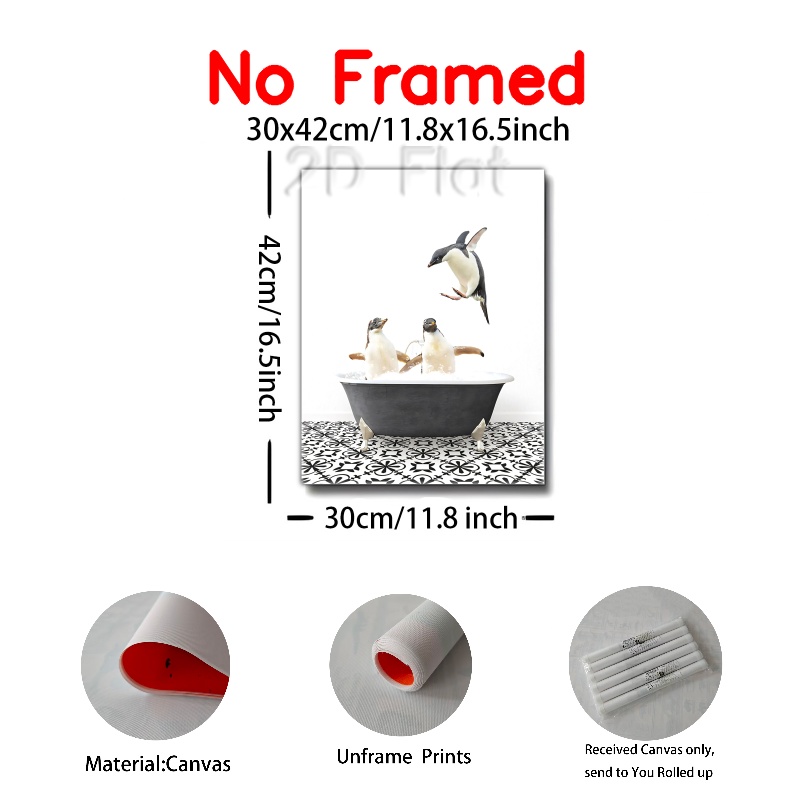 No Framed
30x42cm/11.8x16.5inch
2D Flat
42cm/16.5inch
30cm/11.8 inch
Material:Canvas
Unframe Prints
Received Canvas only,
send to You Rolled up